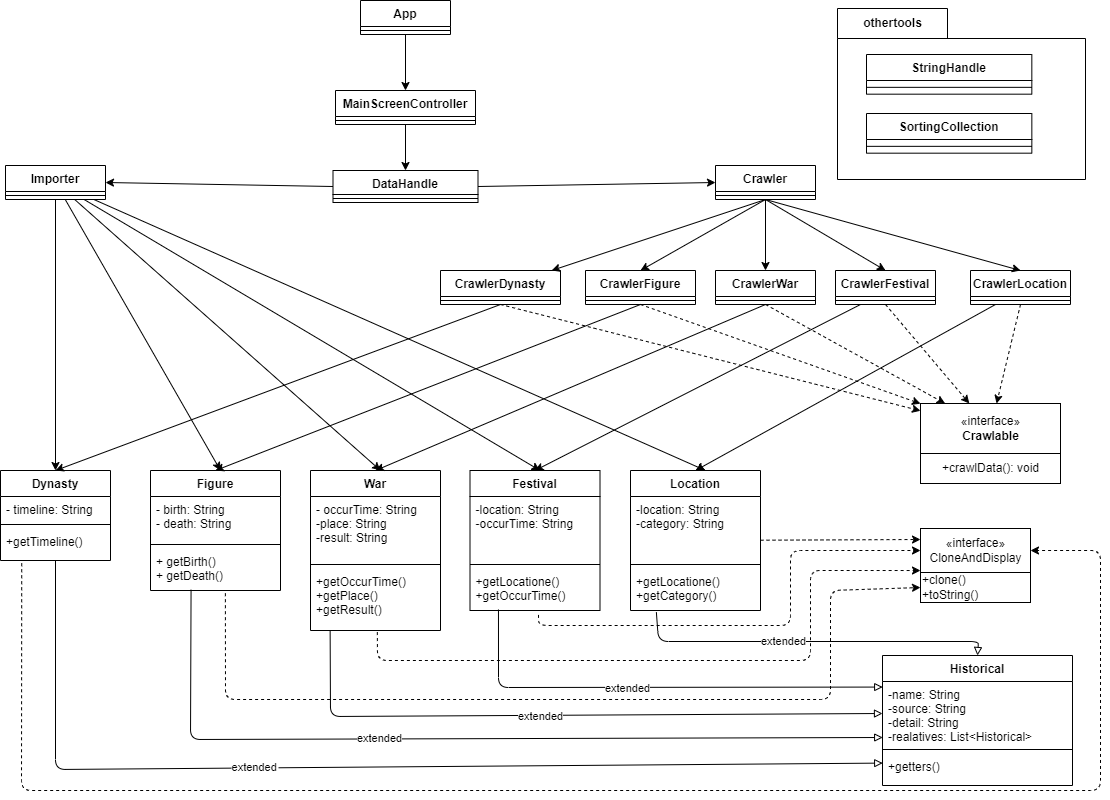 App
othertools
StringHandle
MainScreenController
SortingCollection
Importer
DataHandle
Crawler
CrawlerDynasty
CrawlerFigure
CrawlerWar
CrawlerFestival
CrawlerLocation
«interface»
Crawlable
+crawlData(): void
Dynasty
- timeline: String
+getTimeline()
Figure
- birth: String
- death: String
+ getBirth()
+ getDeath()
War
- occurTime: String
-place: String
-result: String
+getOccurTime()
+getPlace()
+getResult()
Festival
-location: String
-occurTime: String
+getLocatione()
+getOccurTime()
Location
-location: String
-category: String
+getLocatione()
+getCategory()
«interface»
CloneAndDisplay
+clone()
+toString()
extended
extended
extended
extended
extended
Historical
-name: String
-source: String
-detail: String
-realatives: List<Historical>
+getters()